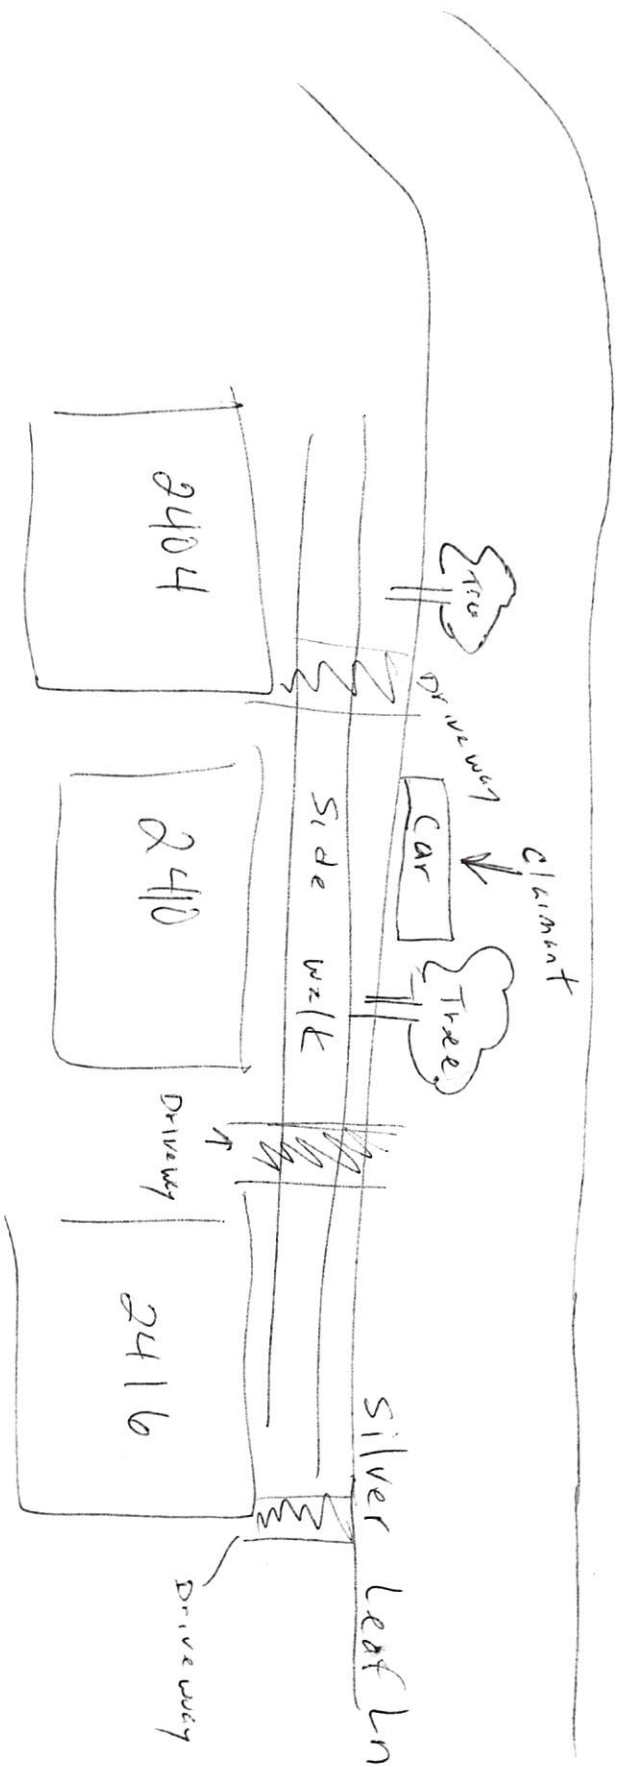 2404
Tree
Driveway
Car
Claimant
2410
Side walk
Tree
Driveway
2416
Silver Leaf Ln
Driveway